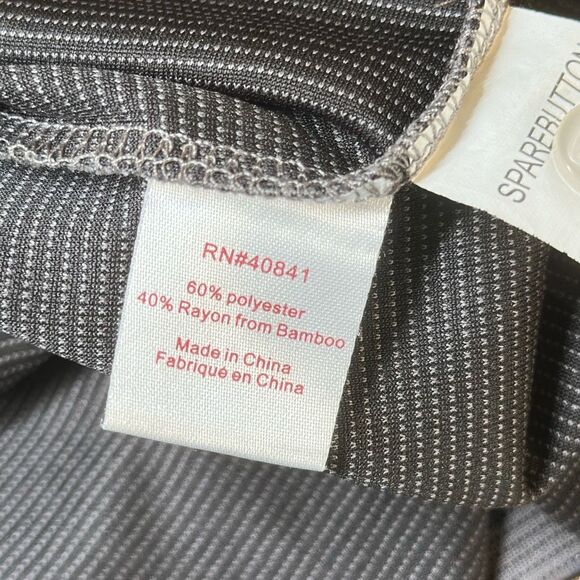 SPAREBUTTON
RN#40841
60% polyester
40% Rayon from Bamboo
Made in China
Fabriqué en China